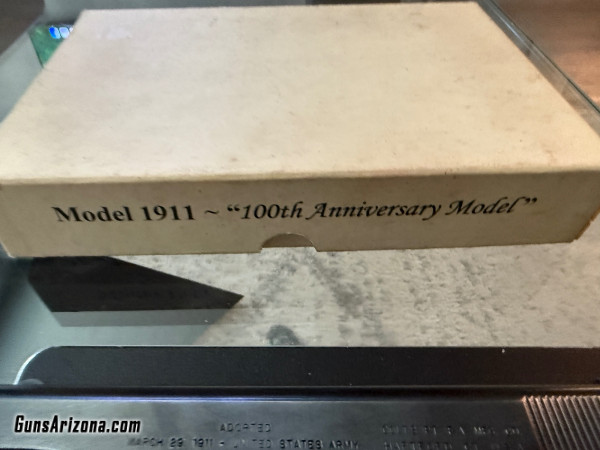 Model 1911 ~ "100th Anniversary Model"
GunsArizona.com
ADOPTED
MARCH 29, 1911 - UNITED STATES ARMY